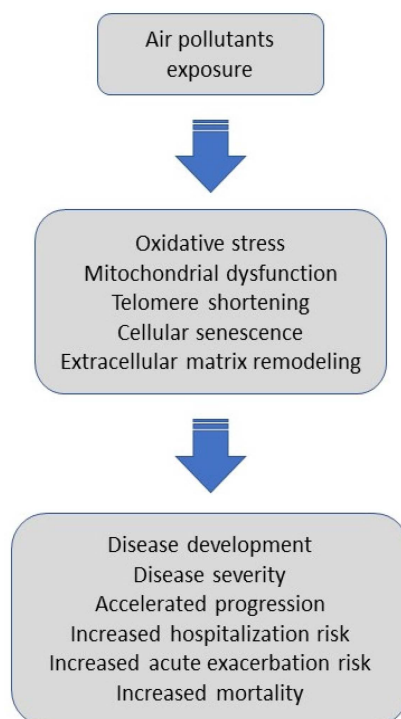 Air pollutants
exposure
Oxidative stress
Mitochondrial dysfunction
Telomere shortening
Cellular senescence
Extracellular matrix remodeling
Disease development
Disease severity
Accelerated progression
Increased hospitalization risk
Increased acute exacerbation risk
Increased mortality